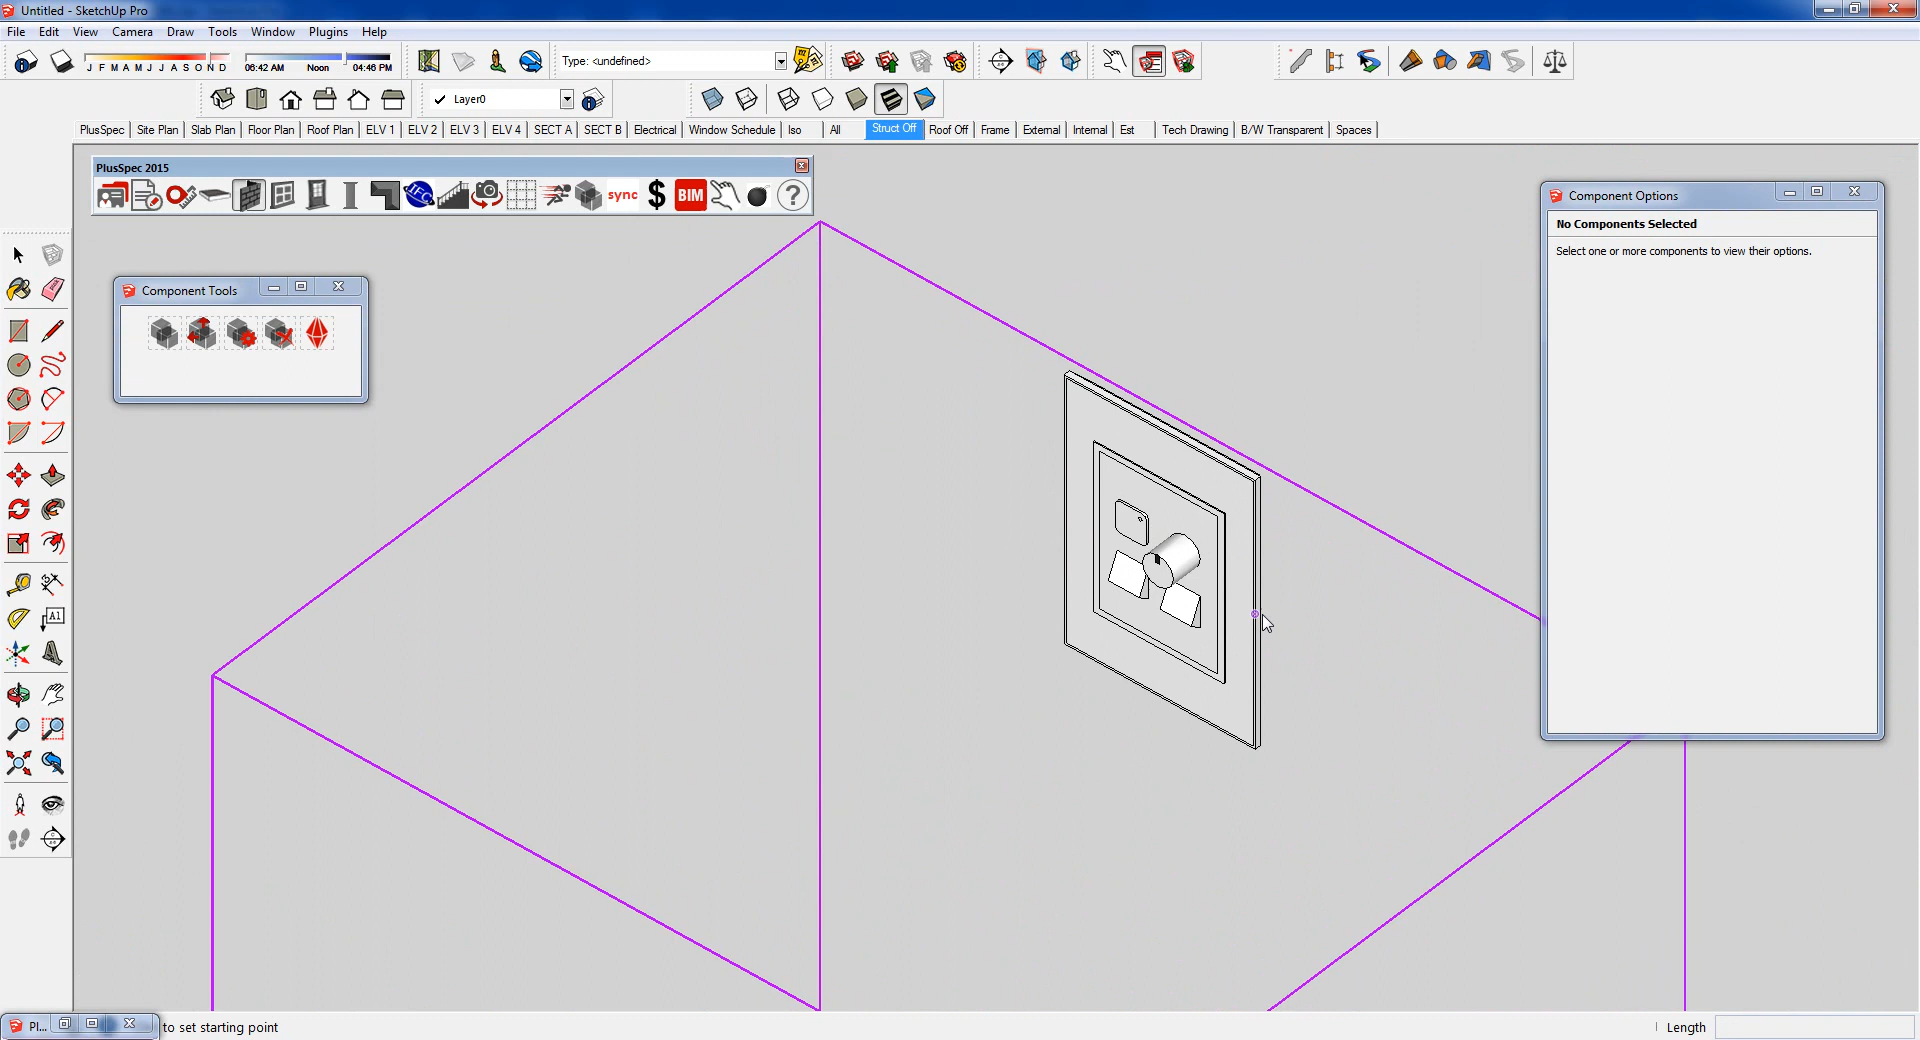 Untitled - SketchUp Pro
File Edit View Camera Draw Tools Window Plugins Help
J F M A M J J A S O N D 06:42 AM Noon 04:46 PM Type: <undefined>
Layer0
PlusSpec Site Plan Slab Plan Floor Plan Roof Plan ELV 1 ELV 2 ELV 3 ELV 4 SECT A SECT B Electrical Window Schedule Iso All Struct Off Roof Off Frame External Internal Est Tech Drawing B/W Transparent Spaces
PlusSpec 2015
IFC sync $ BIM ?
Component Options
No Components Selected
Select one or more components to view their options.
Component Tools
A1
Pl... to set starting point
Length